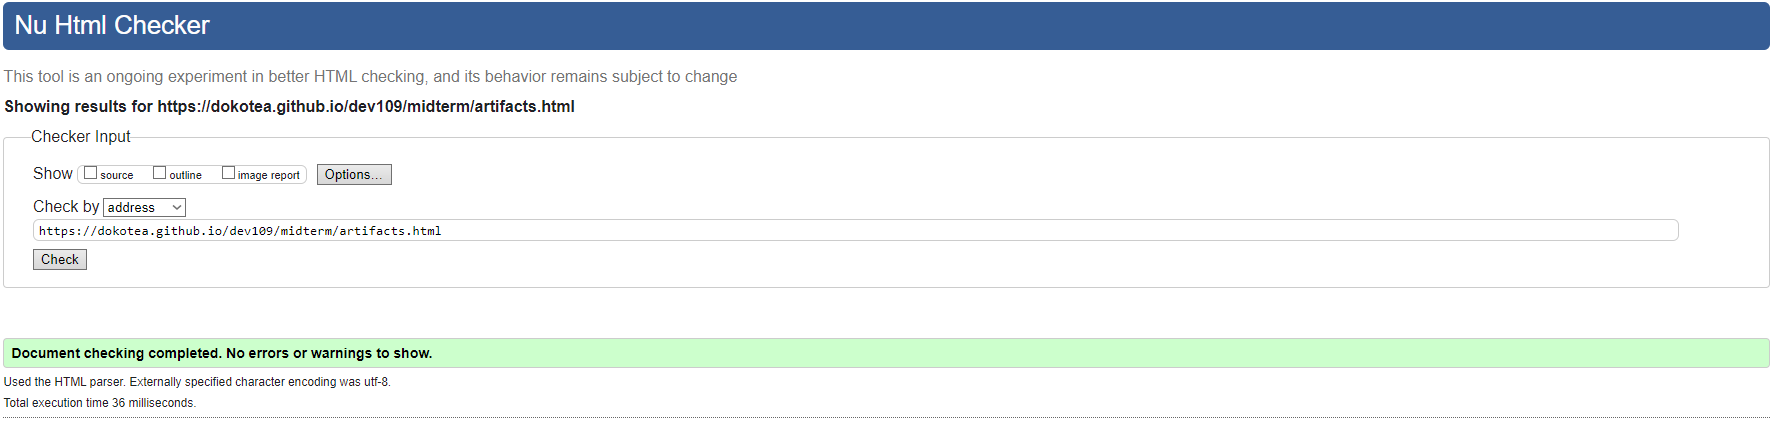 Nu Html Checker
This tool is an ongoing experiment in better HTML checking, and its behavior remains subject to change
Showing results for https://dokotea.github.io/dev109/midterm/artifacts.html
Checker Input
Show source outline image report Options...
Check by address
https://dokotea.github.io/dev109/midterm/artifacts.html
Check
Document checking completed. No errors or warnings to show.
Used the HTML parser. Externally specified character encoding was utf-8.
Total execution time 36 milliseconds.